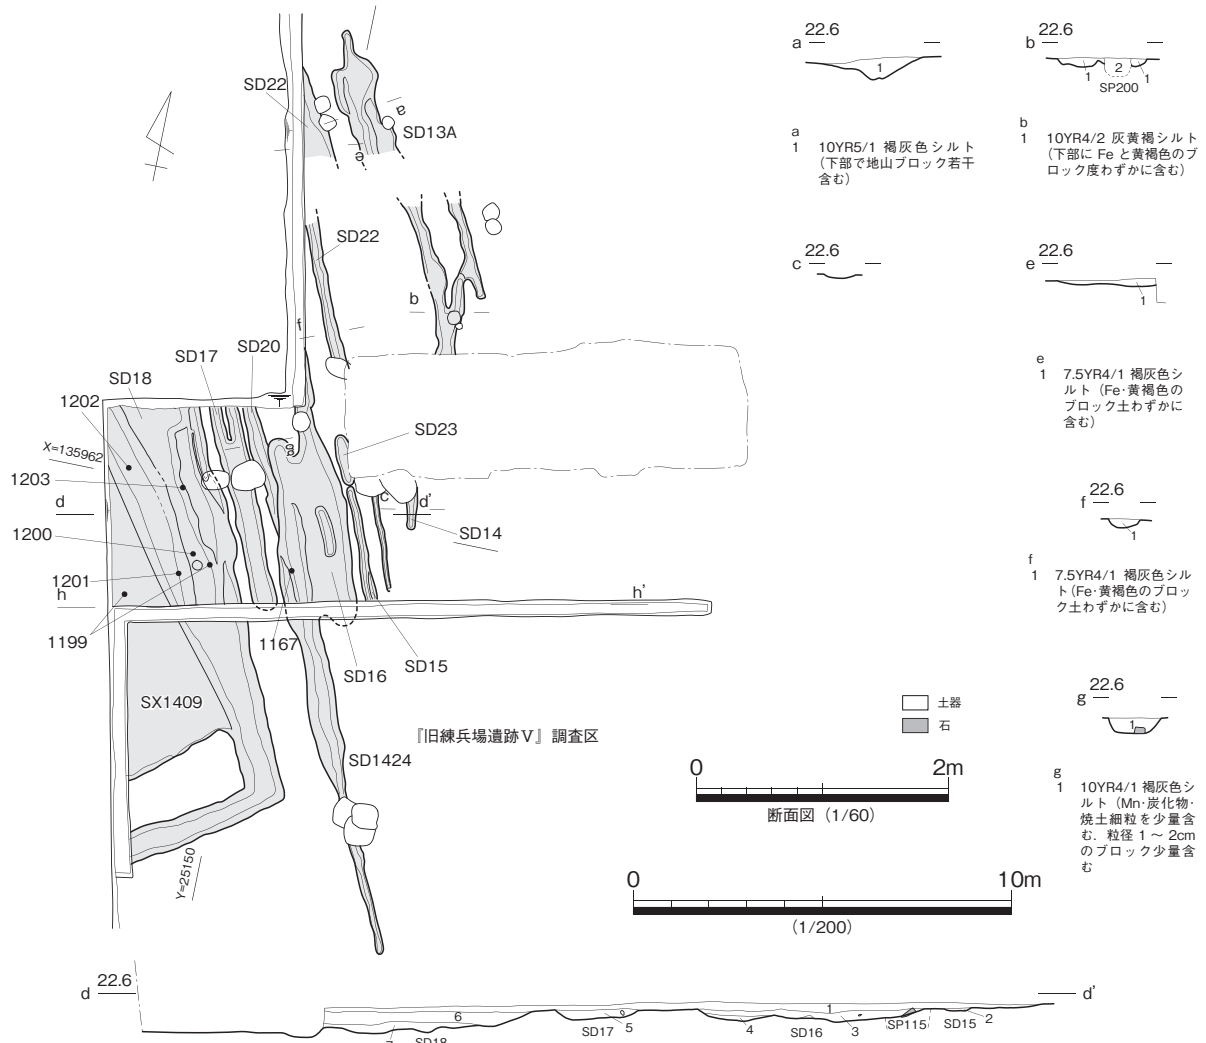 SD22
SD13A
a
e
SD22
b
f
SD17
SD20
SD18
1202
X=135962
1203
SD23
g
c
d
d'
SD14
1200
1201
h
h'
1199
1167
SD16
SD15
SX1409
『旧練兵場遺跡Ⅴ』調査区
SD1424
Y=25150
22.6
a
1
22.6
b
1
2
1
SP200
a
1 10YR5/1 褐灰色シルト
(下部で地山ブロック若干
含む)
b
1 10YR4/2 灰黄褐シルト
(下部に Fe と黄褐色のブ
ロック度わずかに含む)
22.6
c
22.6
e
1
e
1 7.5YR4/1 褐灰色シ
ルト(Fe・黄褐色の
ブロック土わずかに
含む)
22.6
f
1
f
1 7.5YR4/1 褐灰色シル
ト(Fe・黄褐色のブロッ
ク土わずかに含む)
22.6
g
1
g
1 10YR4/1 褐灰色シ
ルト(Mn・炭化物・
焼土細粒を少量含
む. 粒径 1 ～ 2cm
のブロック少量含
む
土器
石
0 2m
断面図(1/60)
0 10m
(1/200)
d 22.6 d'
6
1
7
SD18
SD17
5
4
SD16
3
SP115
SD15
2